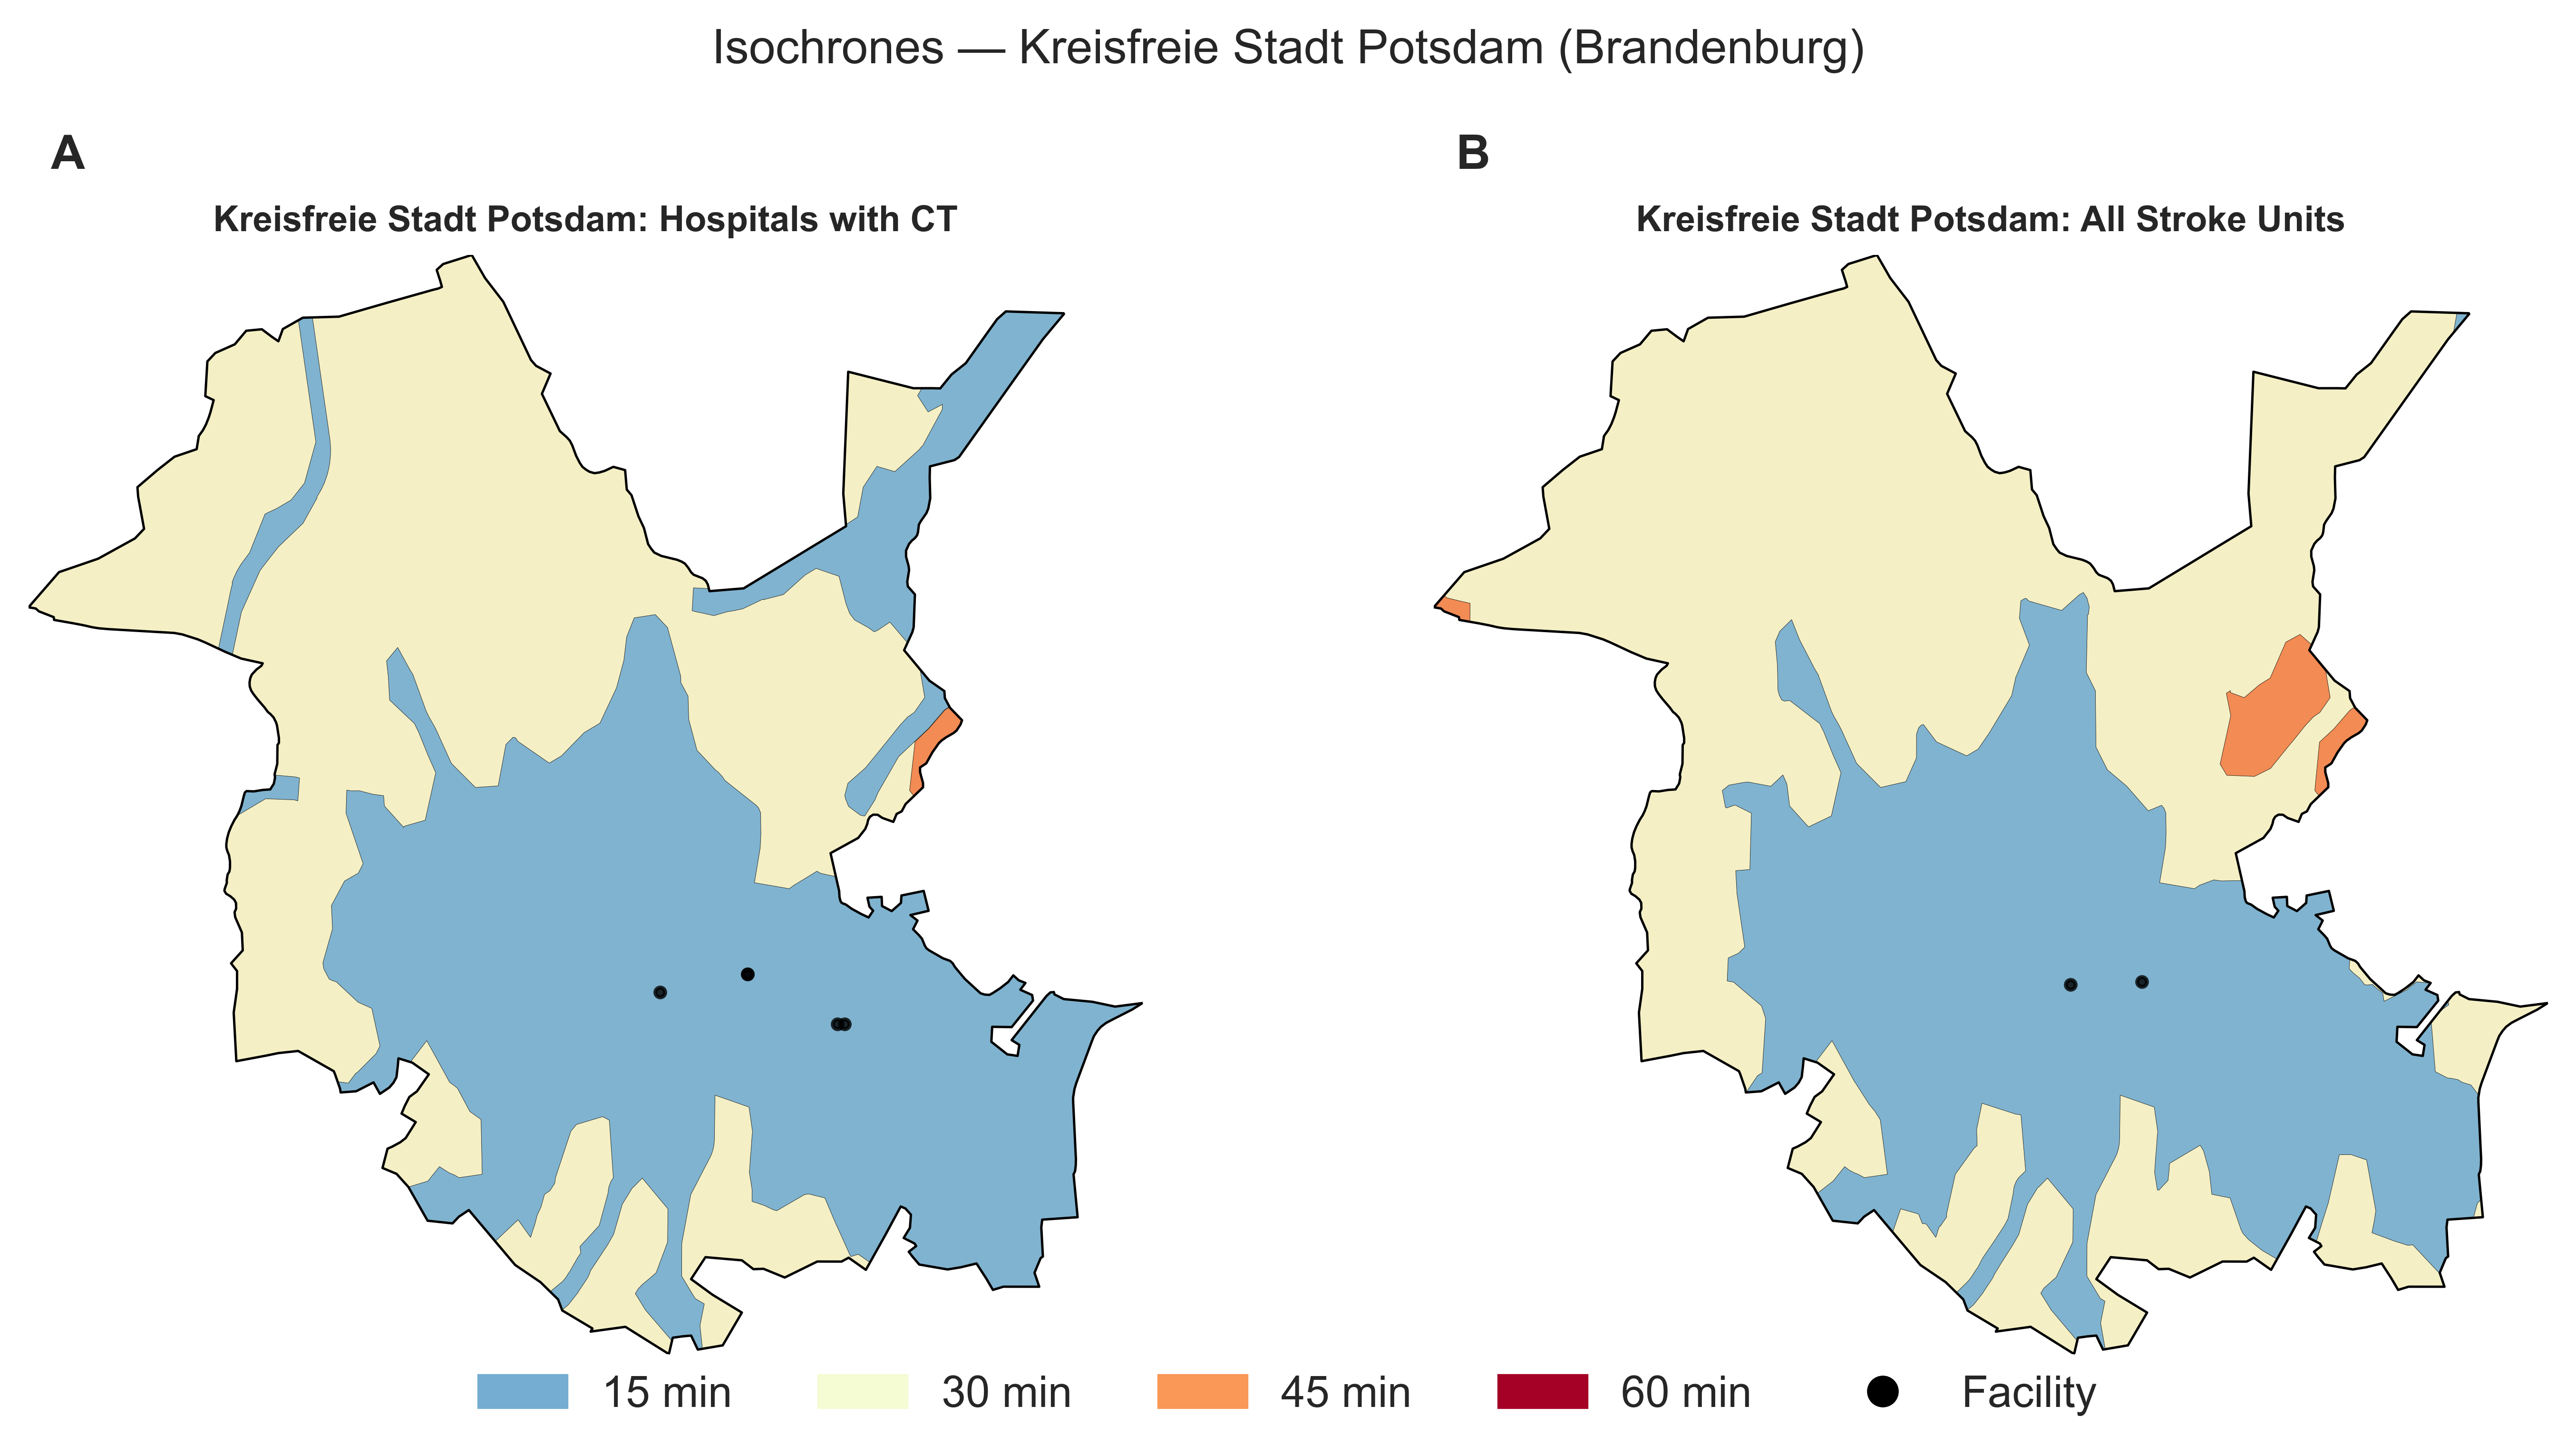 Isochrones — Kreisfreie Stadt Potsdam (Brandenburg)
A
B
Kreisfreie Stadt Potsdam: Hospitals with CT
Kreisfreie Stadt Potsdam: All Stroke Units
15 min
30 min
45 min
60 min
Facility